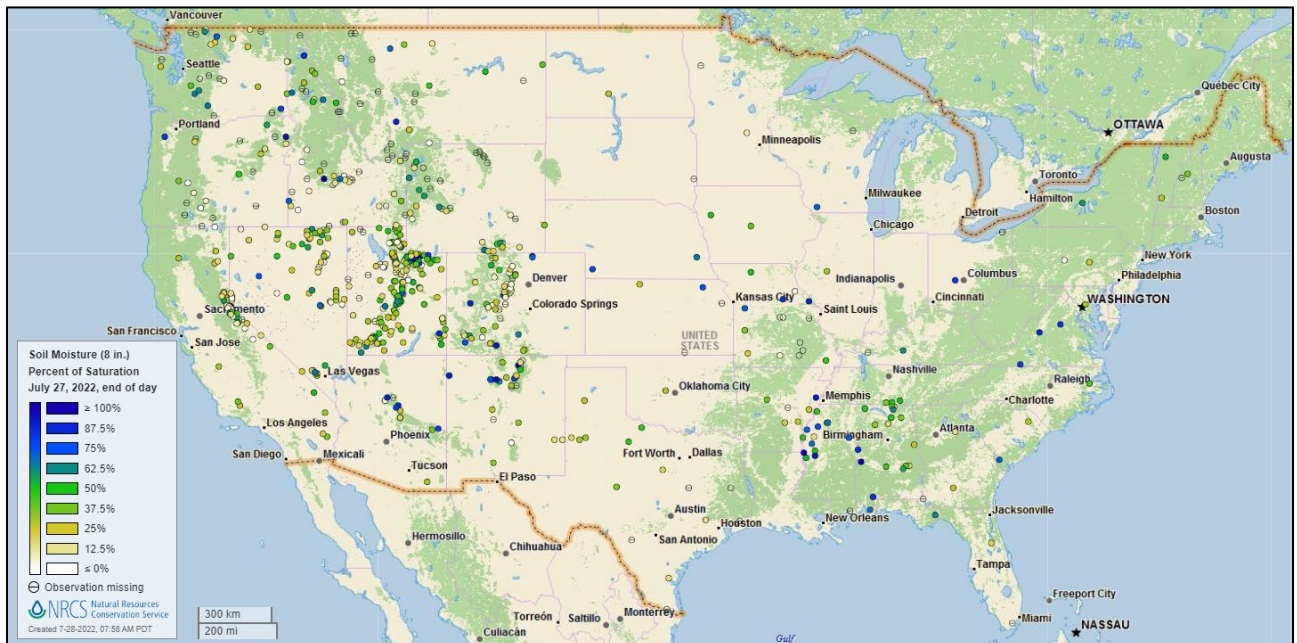 Vancouver
Seattle
Québec City
OTTAWA
Portland
Minneapolis
Augusta
Toronto
Hamilton
Milwaukee
Detroit
Boston
Chicago
New York
Denver
Indianapolis
Columbus
Philadelphia
Colorado Springs
Kansas City
Cincinnati
WASHINGTON
Sacramento
Saint Louis
San Francisco
San Jose
UNITED
STATES
Las Vegas
Nashville
Raleigh
Oklahoma City
Memphis
Charlotte
Los Angeles
Phoenix
Birmingham
Atlanta
San Diego
Mexicali
Fort Worth
Dallas
Tucson
El Paso
Austin
Jacksonville
Houston
New Orleans
San Antonio
Hermosillo
Chihuahua
Tampa
Freeport City
Torreón
Saltillo
Monterrey
Miami
NASSAU
Culiacán
Gulf
Soil Moisture (8 in.)
Percent of Saturation
July 27, 2022, end of day
≥ 100%
87.5%
75%
62.5%
50%
37.5%
25%
12.5%
≤ 0%
Observation missing
NRCS Natural Resources
Conservation Service
Created 7-28-2022, 07:58 AM PDT
300 km
200 mi